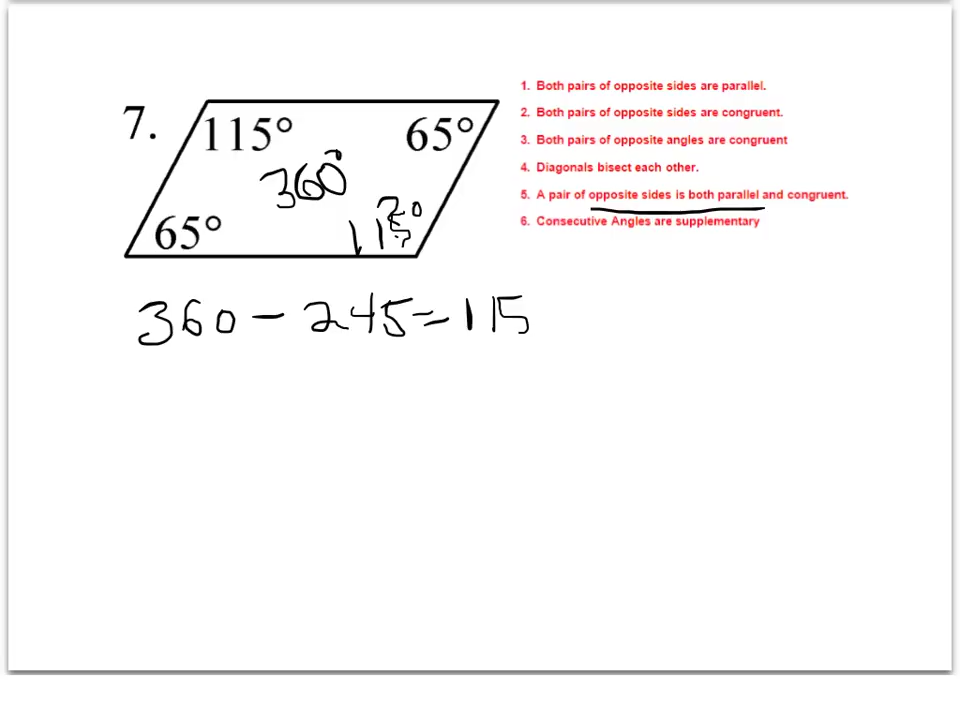 1. Both pairs of opposite sides are parallel.
2. Both pairs of opposite sides are congruent.
3. Both pairs of opposite angles are congruent
4. Diagonals bisect each other.
5. A pair of opposite sides is both parallel and congruent.
6. Consecutive Angles are supplementary
7.
115° 65°
360°
65° 115°
360 - 245 = 115